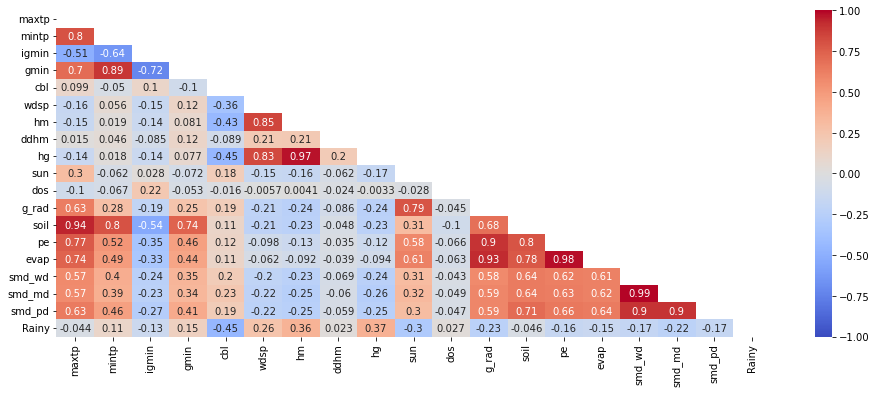 maxtp
mintp 0.8
igmin -0.51 -0.64
gmin 0.7 0.89 -0.72
cbl 0.099 -0.05 0.1 -0.1
wdsp -0.16 0.056 -0.15 0.12 -0.36
hm -0.15 0.019 -0.14 0.081 -0.43 0.85
ddhm 0.015 0.046 -0.085 0.12 -0.089 0.21 0.21
hg -0.14 0.018 -0.14 0.077 -0.45 0.83 0.97 0.2
sun 0.3 -0.062 0.028 -0.072 0.18 -0.15 -0.16 -0.062 -0.17
dos -0.1 -0.067 0.22 -0.053 -0.016 -0.0057 0.0041 -0.024 -0.0033 -0.028
g_rad 0.63 0.28 -0.19 0.25 0.19 -0.21 -0.24 -0.086 -0.24 0.79 -0.045
soil 0.94 0.8 -0.54 0.74 0.11 -0.21 -0.23 -0.048 -0.23 0.31 -0.1 0.68
pe 0.77 0.52 -0.35 0.46 0.12 -0.098 -0.13 -0.035 -0.12 0.58 -0.066 0.9 0.8
evap 0.74 0.49 -0.33 0.44 0.11 -0.062 -0.092 -0.039 -0.094 0.61 -0.063 0.93 0.78 0.98
smd_wd 0.57 0.4 -0.24 0.35 0.2 -0.2 -0.23 -0.069 -0.24 0.31 -0.043 0.58 0.64 0.62 0.61
smd_md 0.57 0.39 -0.23 0.34 0.23 -0.22 -0.25 -0.06 -0.26 0.32 -0.049 0.59 0.64 0.63 0.62 0.99
smd_pd 0.63 0.46 -0.27 0.41 0.19 -0.22 -0.25 -0.059 -0.25 0.3 -0.047 0.59 0.71 0.66 0.64 0.9 0.9
Rainy -0.044 0.11 -0.13 0.15 -0.45 0.26 0.36 0.023 0.37 -0.3 0.027 -0.23 -0.046 -0.16 -0.15 -0.17 -0.22 -0.17
maxtp
mintp
igmin
gmin
cbl
wdsp
hm
ddhm
hg
sun
dos
g_rad
soil
pe
evap
smd_wd
smd_md
smd_pd
Rainy
1.00
0.75
0.50
0.25
0.00
−0.25
−0.50
−0.75
−1.00